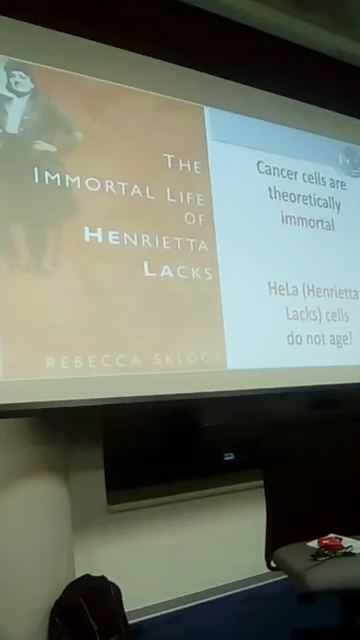 THE
IMMORTAL LIFE
OF
HENRIETTA
LACKS
REBECCA SKLOOT
Cancer cells are
theoretically
immortal
HeLa (Henrietta
Lacks) cells
do not age!